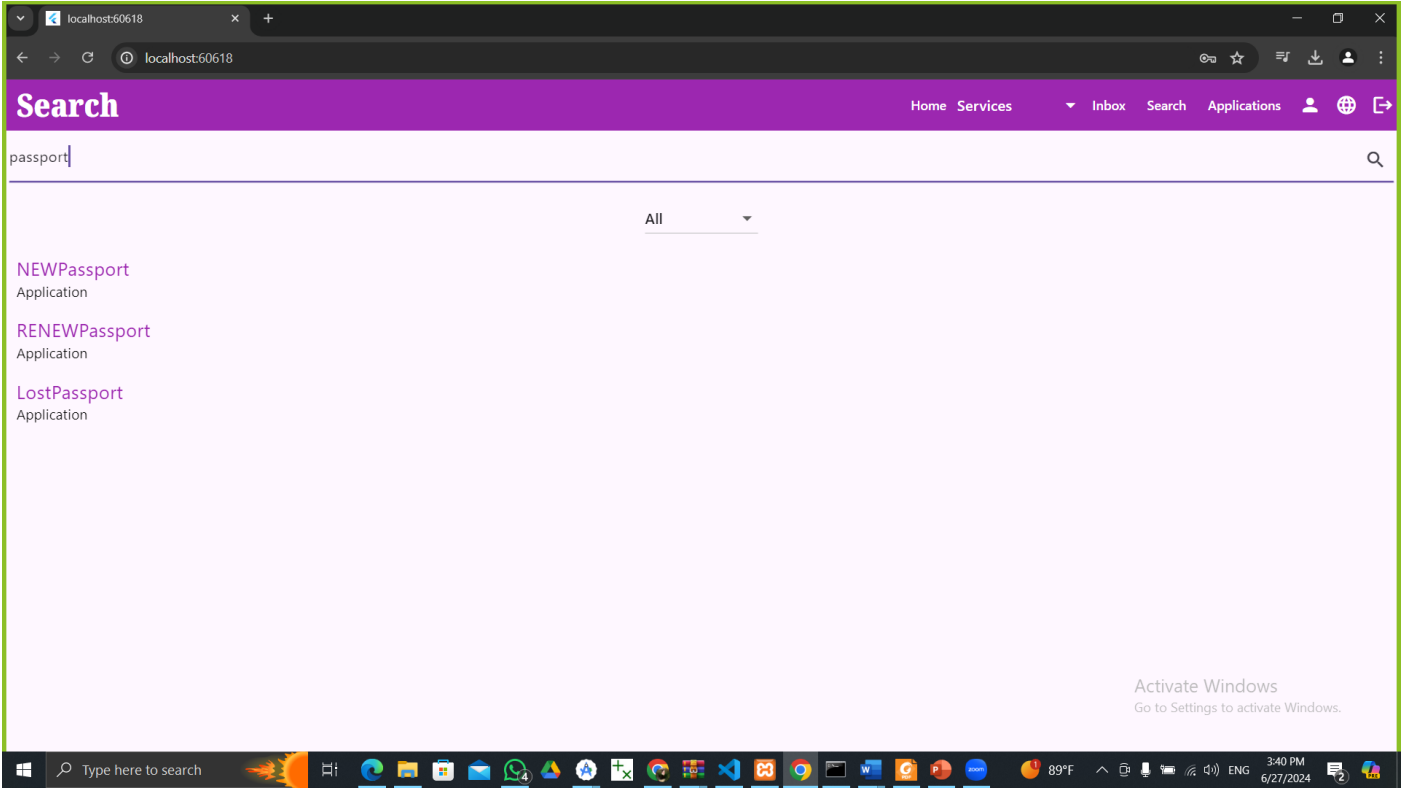 localhost:60618
localhost:60618
Search
Home Services Inbox Search Applications
passport
All
NEWPassport
Application
RENEWPassport
Application
LostPassport
Application
Activate Windows
Go to Settings to activate Windows.
Type here to search
4
89°F
ENG
3:40 PM
6/27/2024
2